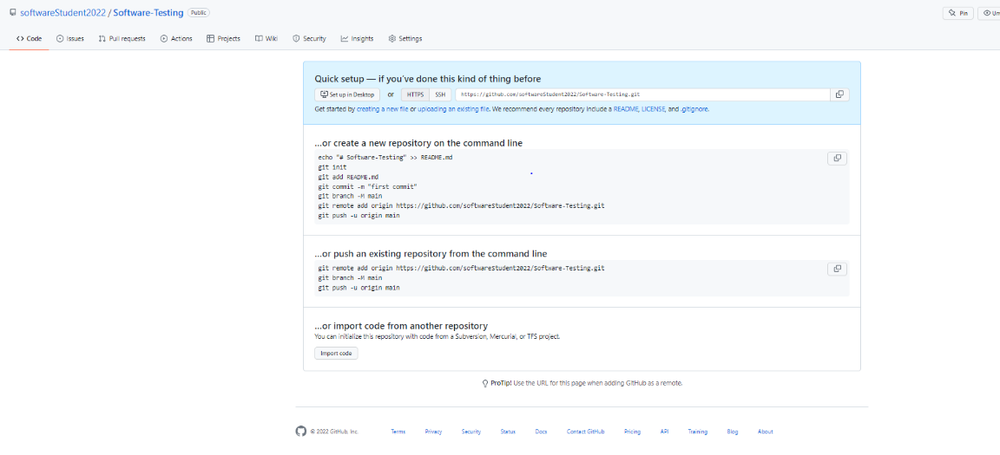 softwareStudent2022 / Software-Testing Public
Pin
Code Issues Pull requests Actions Projects Wiki Security Insights Settings
Quick setup — if you've done this kind of thing before
Set up in Desktop or HTTPS SSH https://github.com/softwareStudent2022/Software-Testing.git
Get started by creating a new file or uploading an existing file. We recommend every repository include a README, LICENSE, and .gitignore.
…or create a new repository on the command line
echo "# Software-Testing" >> README.md
git init
git add README.md
git commit -m "first commit"
git branch -M main
git remote add origin https://github.com/softwareStudent2022/Software-Testing.git
git push -u origin main
…or push an existing repository from the command line
git remote add origin https://github.com/softwareStudent2022/Software-Testing.git
git branch -M main
git push -u origin main
…or import code from another repository
You can initialize this repository with code from a Subversion, Mercurial, or TFS project.
Import code
ProTip! Use the URL for this page when adding GitHub as a remote.
© 2022 GitHub, Inc. Terms Privacy Security Status Docs Contact GitHub Pricing API Training Blog About